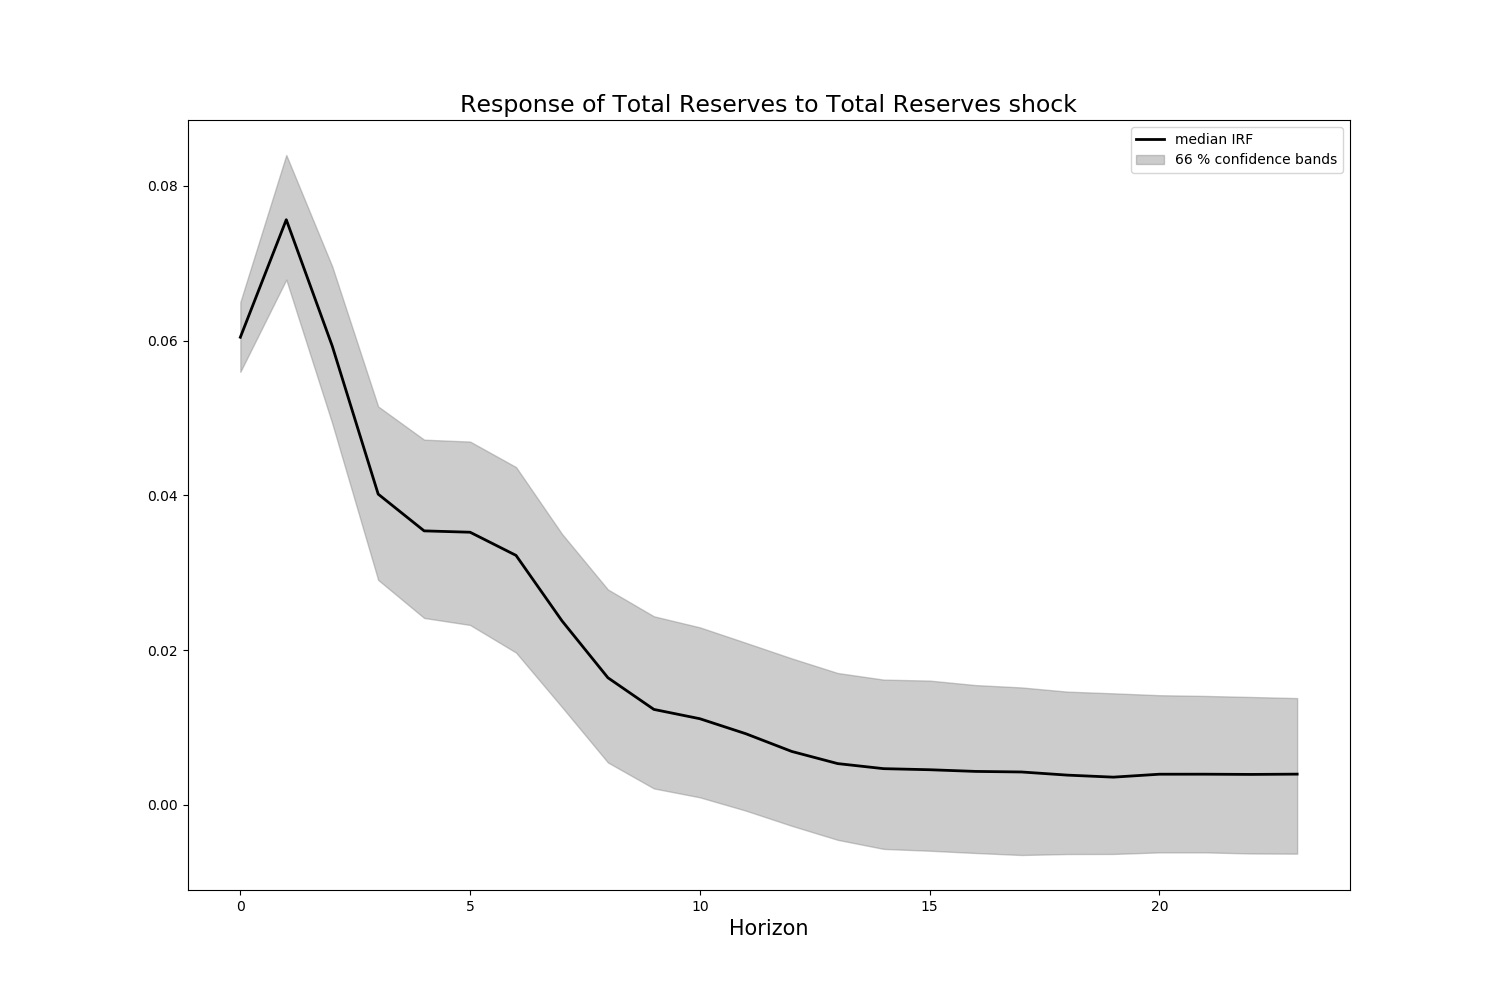 Response of Total Reserves to Total Reserves shock
median IRF
66 % confidence bands
0.08
0.06
0.04
0.02
0.00
0
5
10
15
20
Horizon